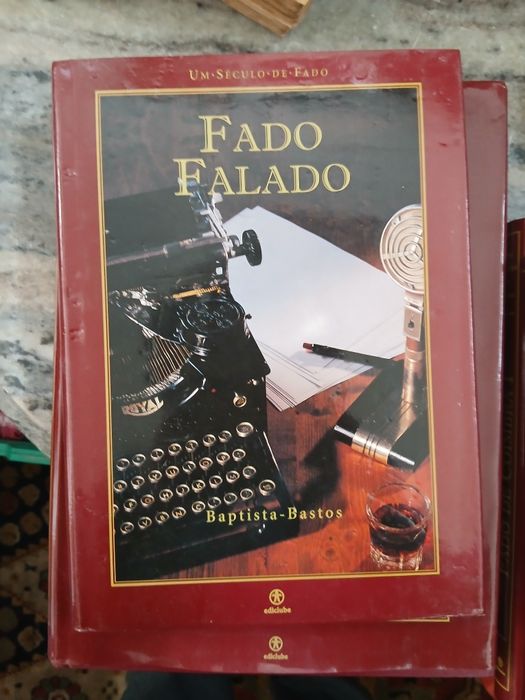 UM·SÉCULO·DE·FADO
FADO
FALADO
ROYAL
Baptista-Bastos
ediclube
ediclube